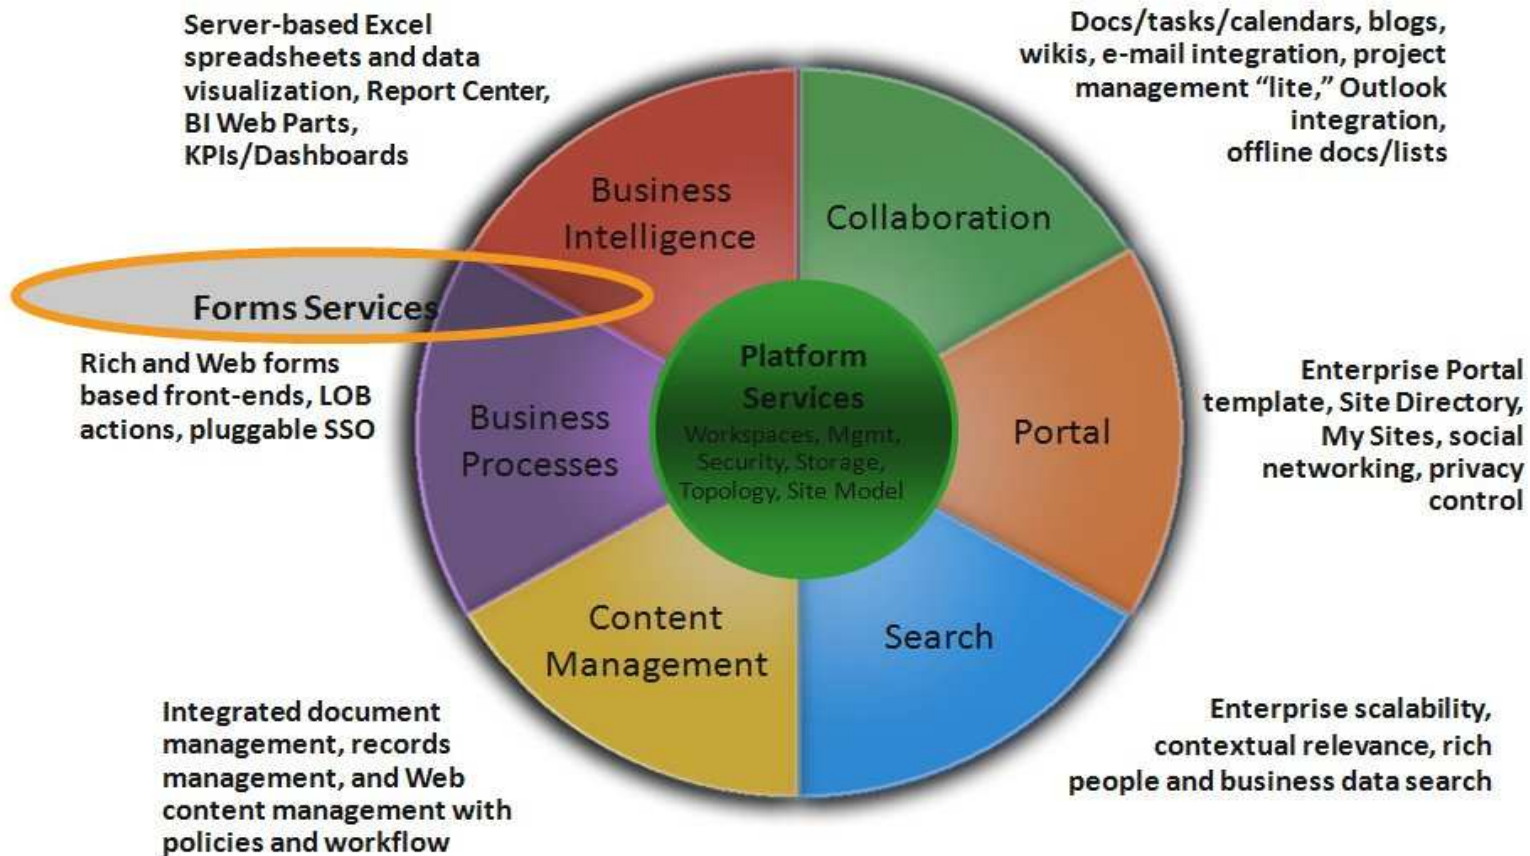 Server-based Excel
spreadsheets and data
visualization, Report Center,
BI Web Parts,
KPIs/Dashboards
Docs/tasks/calendars, blogs,
wikis, e-mail integration, project
management “lite,” Outlook
integration,
offline docs/lists
Business
Intelligence
Collaboration
Forms Services
Rich and Web forms
based front-ends, LOB
actions, pluggable SSO
Business
Processes
Platform
Services
Workspaces, Mgmt,
Security, Storage,
Topology, Site Model
Portal
Enterprise Portal
template, Site Directory,
My Sites, social
networking, privacy
control
Content
Management
Search
Integrated document
management, records
management, and Web
content management with
policies and workflow
Enterprise scalability,
contextual relevance, rich
people and business data search